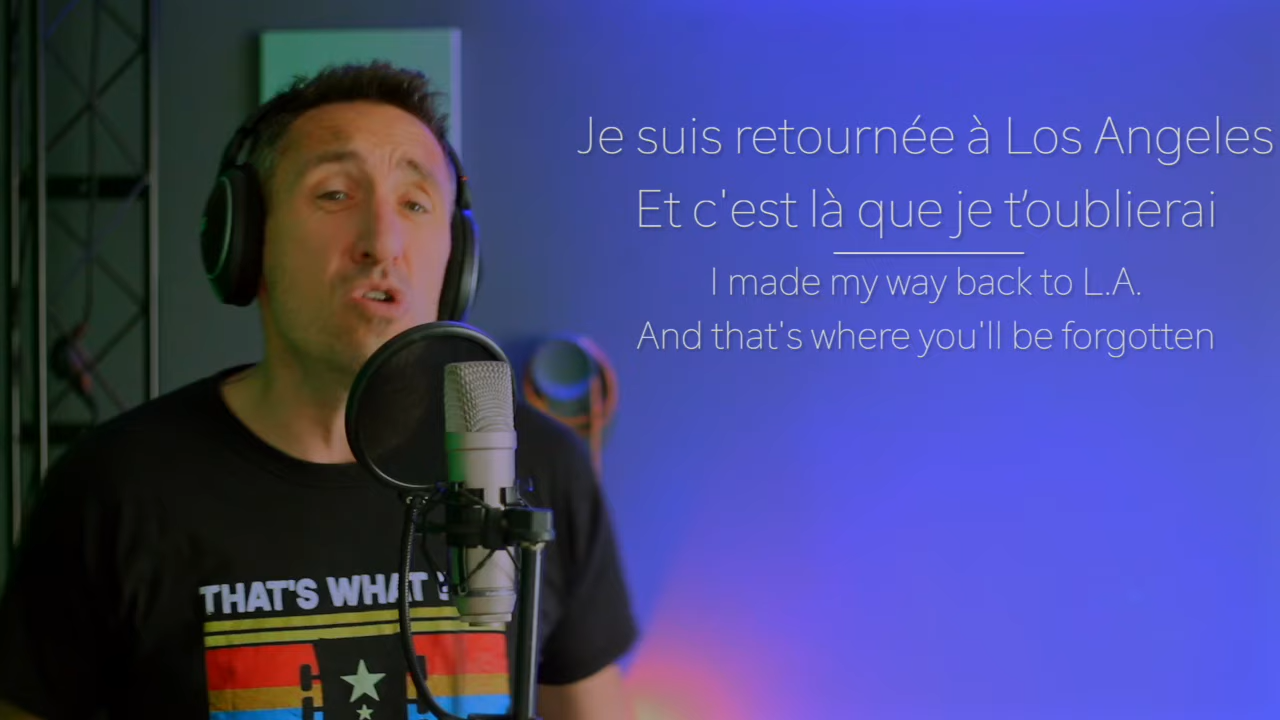 Je suis retournée à Los Angeles
Et c'est là que je t’oublierai
I made my way back to L.A.
And that's where you'll be forgotten
THAT'S WHAT